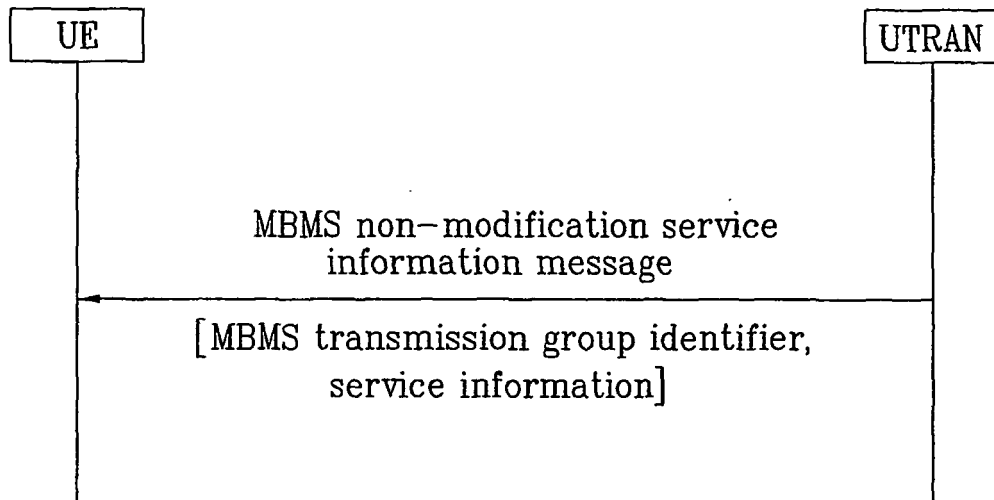 UE
UTRAN
MBMS non-modification service
information message
[MBMS transmission group identifier,
service information]